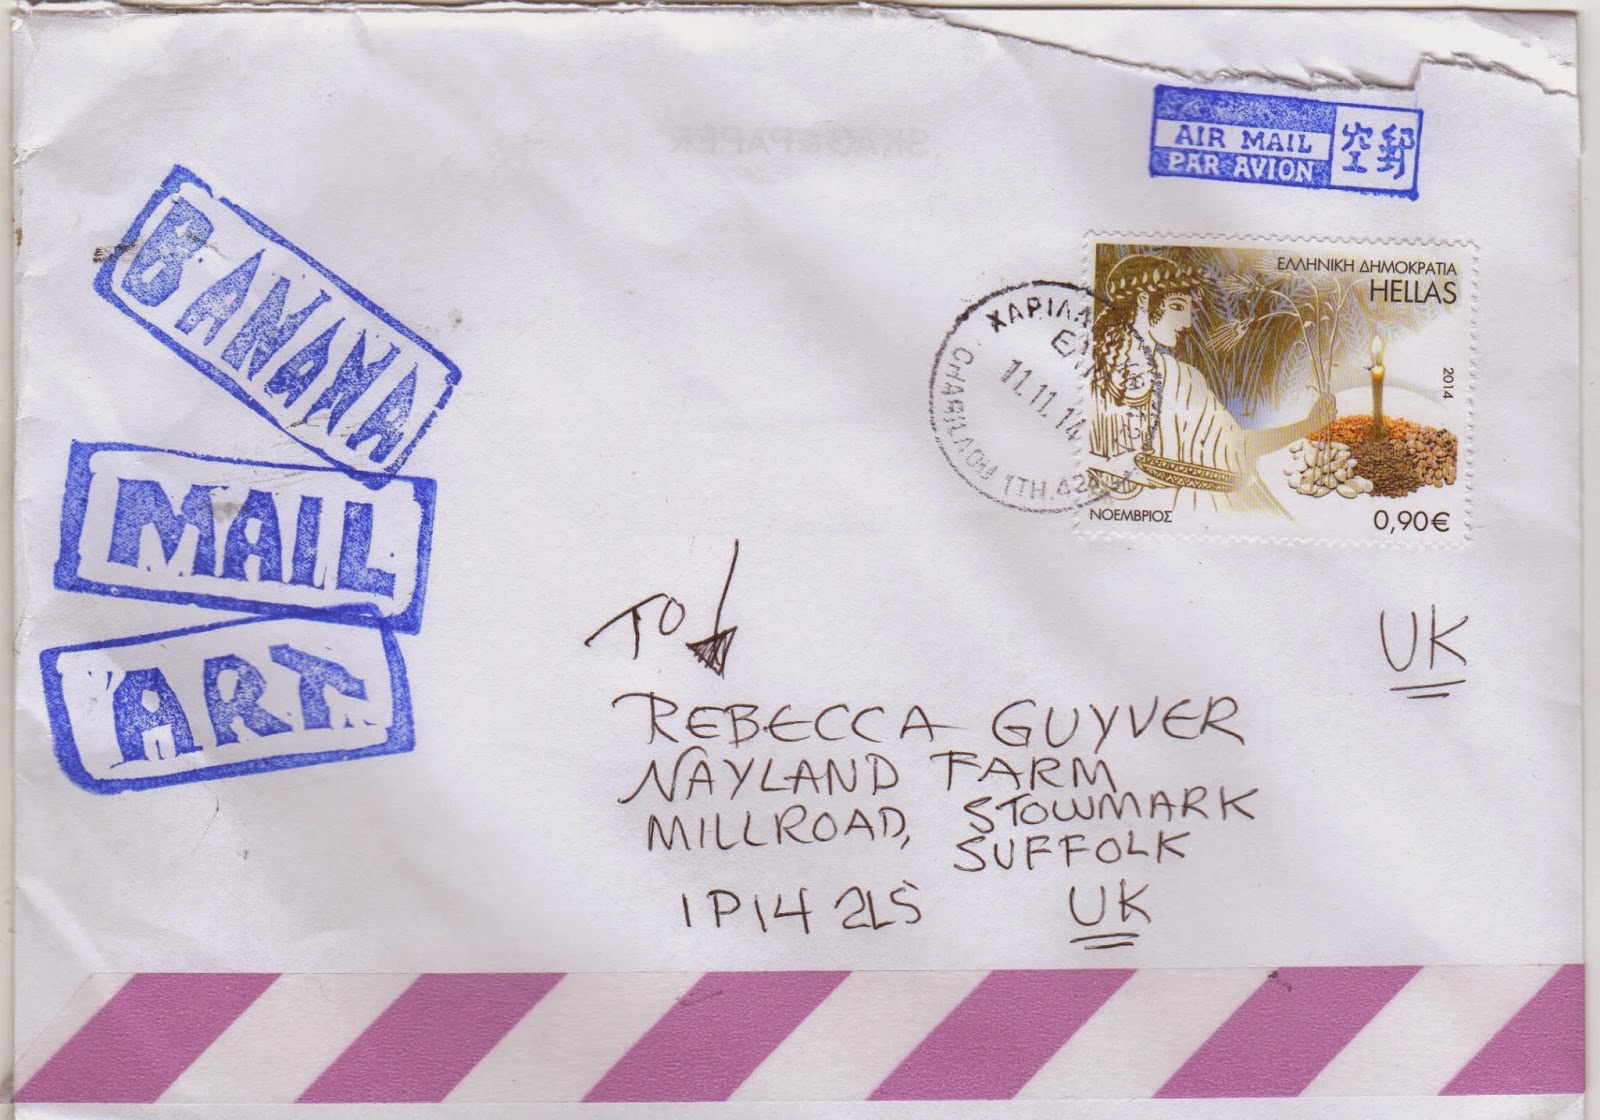 AIR MAIL
PAR AVION
空郵
BANANA
MAIL
ART
ΕΛΛΗΝΙΚΗ ΔΗΜΟΚΡΑΤΙΑ
HELLAS
2014
ΝΟΕΜΒΡΙΟΣ
0,90€
11.11.14
TO
UK
REBECCA GUYVER
NAYLAND FARM
MILLROAD, STOWMARK
SUFFOLK
IP14 2LS UK